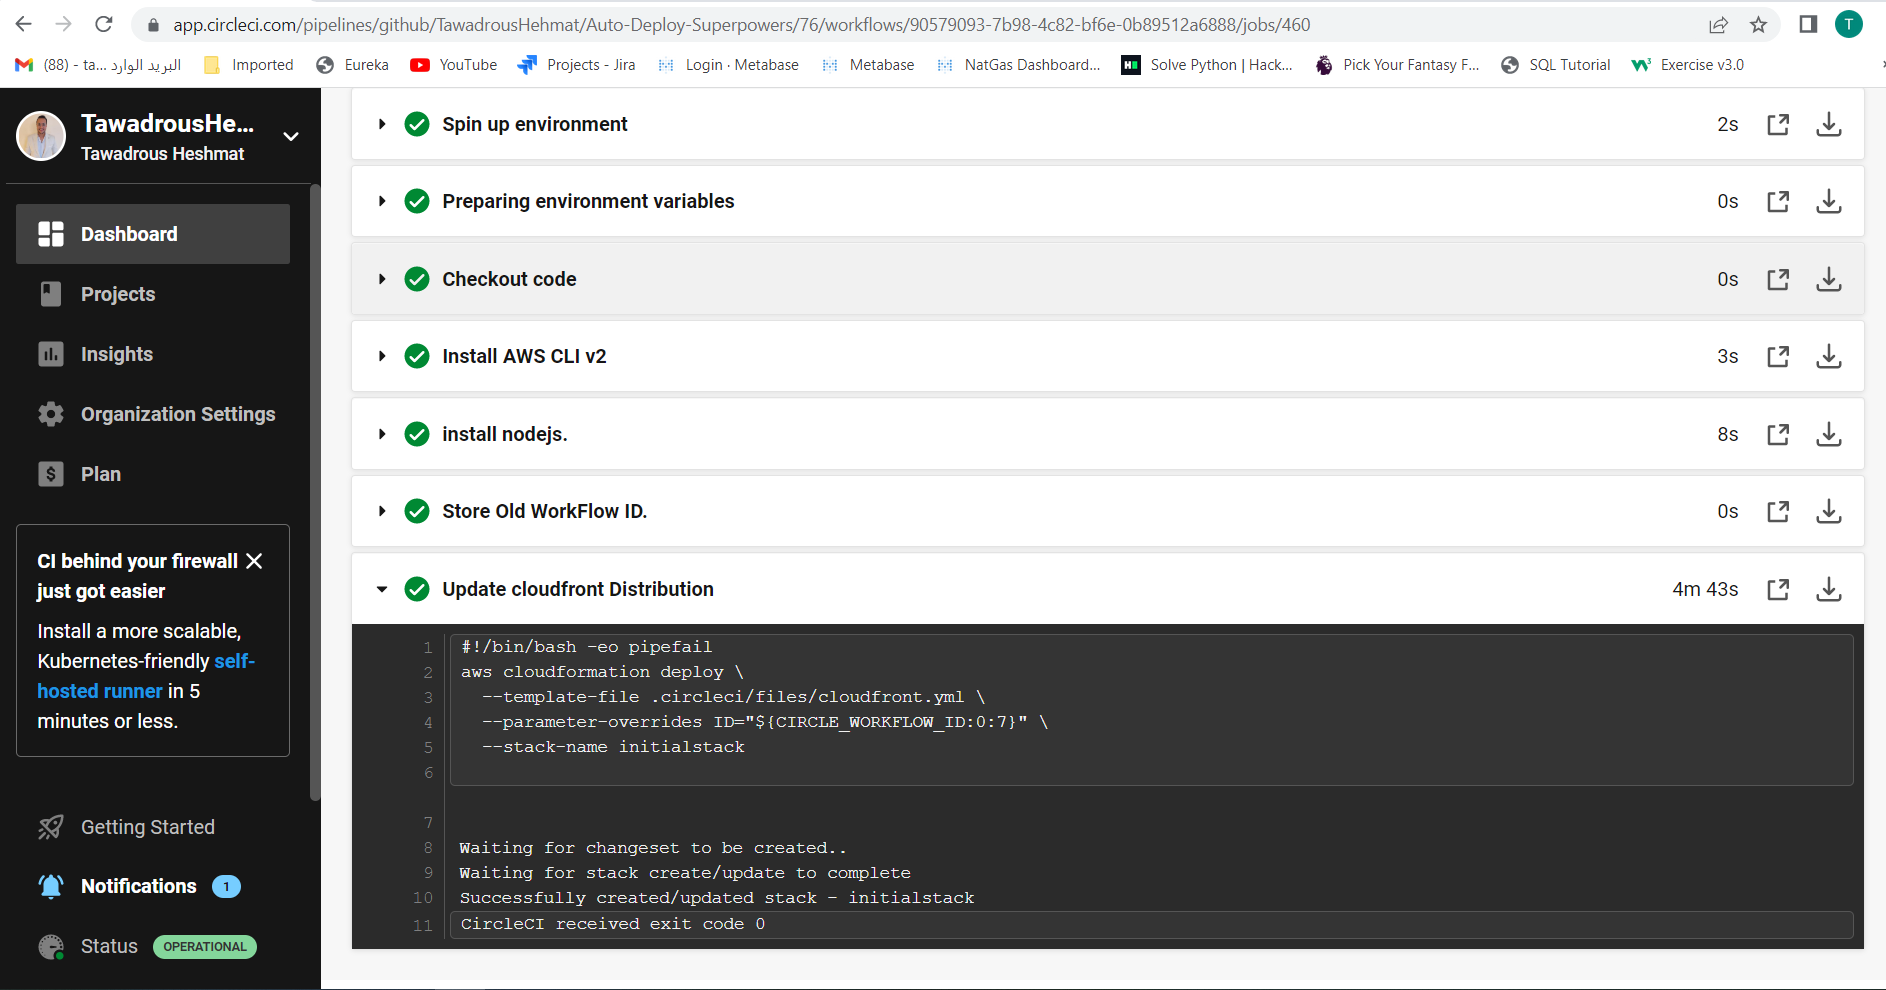 app.circleci.com/pipelines/github/TawadrousHehmat/Auto-Deploy-Superpowers/76/workflows/90579093-7b98-4c82-bf6e-0b89512a6888/jobs/460
T
(88) - ta... البريد الوارد
Imported
Eureka
YouTube
Projects - Jira
Login · Metabase
Metabase
NatGas Dashboard...
Solve Python | Hack...
Pick Your Fantasy F...
SQL Tutorial
Exercise v3.0
TawadrousHe...
Tawadrous Heshmat
Dashboard
Projects
Insights
Organization Settings
Plan
CI behind your firewall
just got easier
Install a more scalable,
Kubernetes-friendly self-
hosted runner in 5
minutes or less.
Getting Started
Notifications 1
Status OPERATIONAL
Spin up environment 2s
Preparing environment variables 0s
Checkout code 0s
Install AWS CLI v2 3s
install nodejs. 8s
Store Old WorkFlow ID. 0s
Update cloudfront Distribution 4m 43s
1 #!/bin/bash -eo pipefail
2 aws cloudformation deploy \
3 --template-file .circleci/files/cloudfront.yml \
4 --parameter-overrides ID="${CIRCLE_WORKFLOW_ID:0:7}" \
5 --stack-name initialstack
6
7
8 Waiting for changeset to be created..
9 Waiting for stack create/update to complete
10 Successfully created/updated stack - initialstack
11 CircleCI received exit code 0